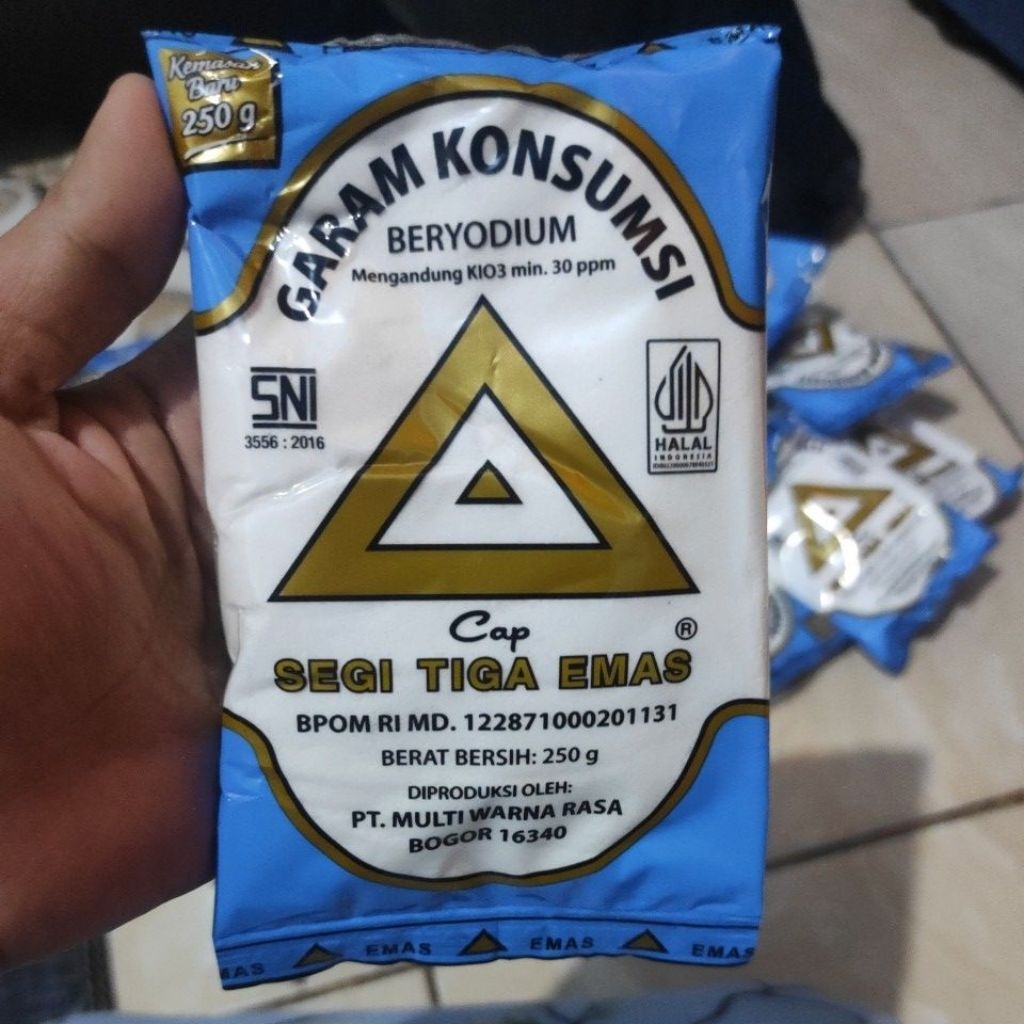 Kemasan
Baru
250 g
GARAM KONSUMSI
BERYODIUM
Mengandung KIO3 min. 30 ppm
SNI
3556 : 2016
HALAL
INDONESIA
Cap
SEGI TIGA EMAS ®
BPOM RI MD. 122871000201131
BERAT BERSIH: 250 g
DIPRODUKSI OLEH:
PT. MULTI WARNA RASA
BOGOR 16340
EMAS EMAS EMAS EMAS